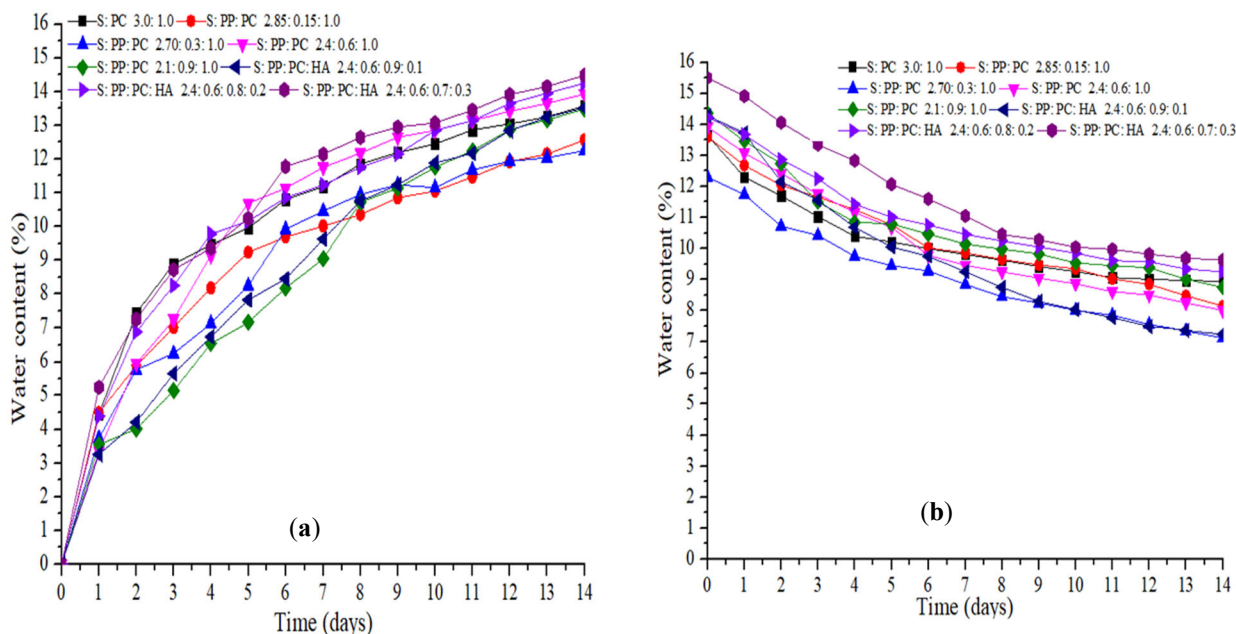 16
15
14
13
12
11
10
9
8
7
6
5
4
3
2
1
0
Water content (%)
S: PC 3.0: 1.0 S: PP: PC 2.85: 0.15: 1.0
S: PP: PC 2.70: 0.3: 1.0 S: PP: PC 2.4: 0.6: 1.0
S: PP: PC 2.1: 0.9: 1.0 S: PP: PC: HA 2.4: 0.6: 0.9: 0.1
S: PP: PC: HA 2.4: 0.6: 0.8: 0.2 S: PP: PC: HA 2.4: 0.6: 0.7: 0.3
(a)
0 1 2 3 4 5 6 7 8 9 10 11 12 13 14
Time (days)
16
15
14
13
12
11
10
9
8
7
6
5
4
3
2
1
0
Water content (%)
S: PC 3.0: 1.0 S: PP: PC 2.85: 0.15: 1.0
S: PP: PC 2.70: 0.3: 1.0 S: PP: PC 2.4: 0.6: 1.0
S: PP: PC 2.1: 0.9: 1.0 S: PP: PC: HA 2.4: 0.6: 0.9: 0.1
S: PP: PC: HA 2.4: 0.6: 0.8: 0.2 S: PP: PC: HA 2.4: 0.6: 0.7: 0.3
(b)
0 1 2 3 4 5 6 7 8 9 10 11 12 13 14
Time (days)